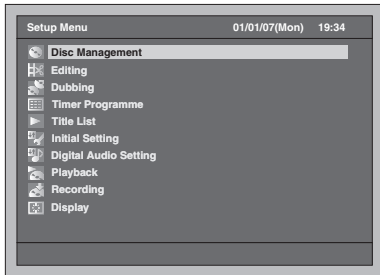 Setup Menu 01/01/07(Mon) 19:34
Disc Management
Editing
Dubbing
Timer Programme
Title List
Initial Setting
Digital Audio Setting
Playback
Recording
Display